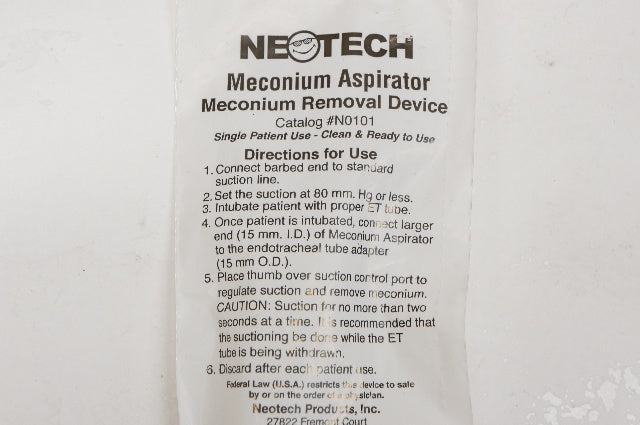 NEOTECH
Meconium Aspirator
Meconium Removal Device
Catalog #N0101
Single Patient Use - Clean & Ready to Use
Directions for Use
1. Connect barbed end to standard
suction line.
2. Set the suction at 80 mm. Hg or less.
3. Intubate patient with proper ET tube.
4. Once patient is intubated, connect larger
end (15 mm. I.D.) of Meconium Aspirator
to the endotracheal tube adapter
(15 mm O.D.).
5. Place thumb over suction control port to
regulate suction and remove meconium.
CAUTION: Suction for no more than two
seconds at a time. It is recommended that
the suctioning be done while the ET
tube is being withdrawn.
6. Discard after each patient use.
Federal Law (U.S.A.) restricts this device to sale
by or on the order of a physician.
Neotech Products, Inc.
27822 Fremont Court